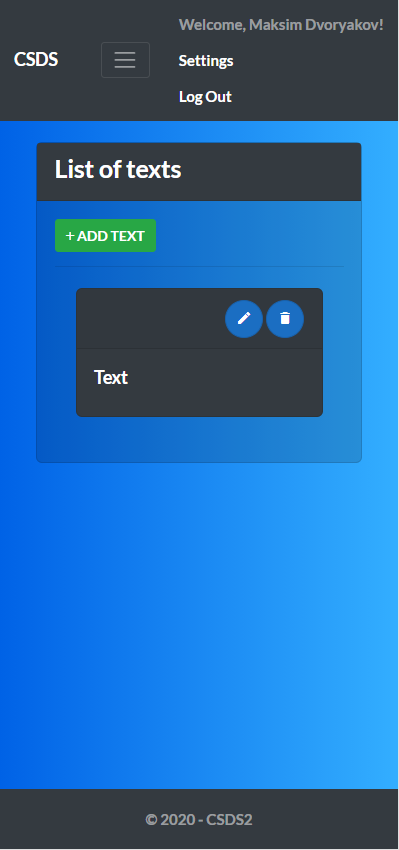 Welcome, Maksim Dvoryakov!
CSDS
Settings
Log Out
List of texts
+ ADD TEXT
Text
© 2020 - CSDS2